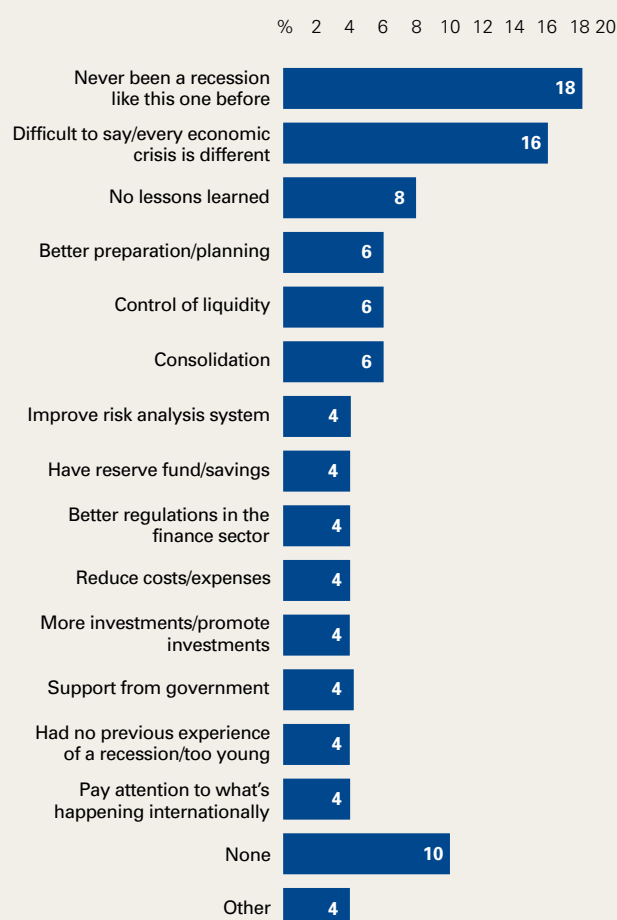 % 2 4 6 8 10 12 14 16 18 20
Never been a recession
like this one before
18
Difficult to say/every economic
crisis is different
16
No lessons learned
8
Better preparation/planning
6
Control of liquidity
6
Consolidation
6
Improve risk analysis system
4
Have reserve fund/savings
4
Better regulations in the
finance sector
4
Reduce costs/expenses
4
More investments/promote
investments
4
Support from government
4
Had no previous experience
of a recession/too young
4
Pay attention to what's
happening internationally
4
None
10
Other
4